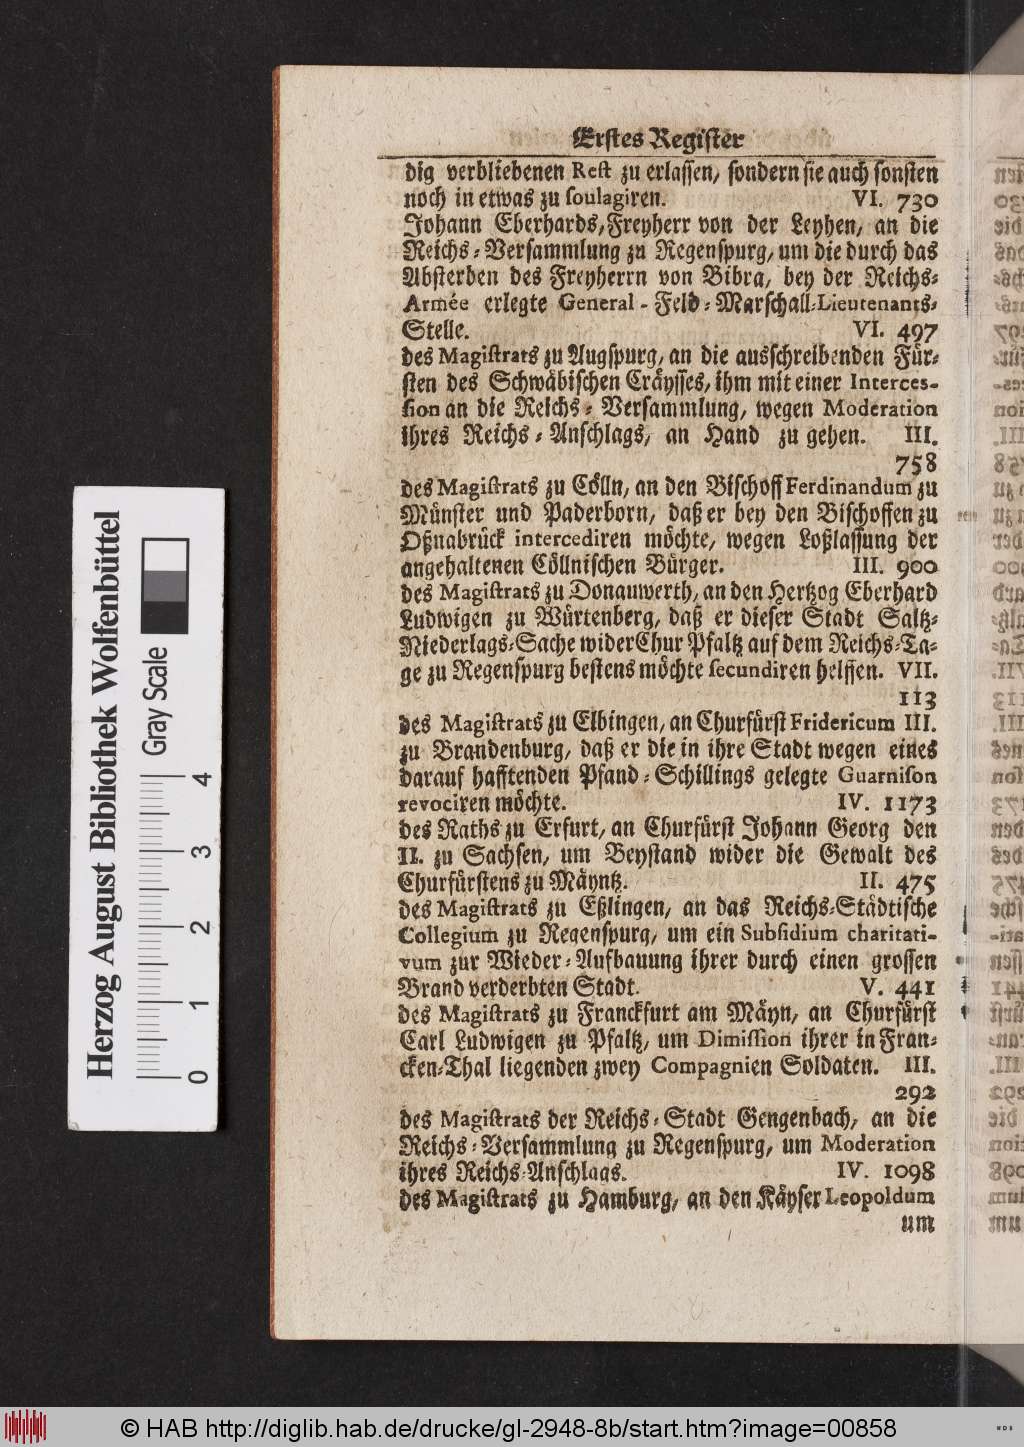 Erstes Register
dig verbliebenen Rest zu erlassen, sondern sie auch sonsten
noch in etwas zu soulagiren. VI. 730
Johann Eberhards, Freyherr von der Leyhen, an die
Reichs-Versammlung zu Regenspurg, um die durch das
Absterben des Freyherrn von Bibra, bey der Reichs-
Armée erlegte General-Feld-Marschall-Lieutenants-
Stelle. VI. 497
des Magistrats zu Augspurg, an die ausschreibenden Für-
sten des Schwäbischen Cräysses, ihm mit einer Interces-
sion an die Reichs-Versammlung, wegen Moderation
ihres Reichs-Anschlags, an Hand zu gehen. III.
758
des Magistrats zu Cölln, an den Bischoff Ferdinandum zu
Münster und Paderborn, daß er bey den Bischoffen zu
Oßnabrück intercediren möchte, wegen Loßlassung der
angehaltenen Cöllnischen Bürger. III. 900
des Magistrats zu Donauwerth, an den Hertzog Eberhard
Ludwigen zu Würtenberg, daß er dieser Stadt Saltz-
Niederlags-Sache wider Chur Pfaltz auf dem Reichs-Ta-
ge zu Regenspurg bestens möchte secundiren helffen. VII.
113
des Magistrats zu Elbingen, an Churfürst Fridericum III.
zu Brandenburg, daß er die in ihre Stadt wegen eines
darauf hafftenden Pfand-Schillings gelegte Guarnison
revociren möchte. IV. 1173
des Raths zu Erfurt, an Churfürst Johann Georg den
II. zu Sachsen, um Beystand wider die Gewalt des
Churfürstens zu Mäyntz. II. 475
des Magistrats zu Eßlingen, an das Reichs-Städtische
Collegium zu Regenspurg, um ein Subsidium charitati-
vum zur Wieder-Aufbauung ihrer durch einen grossen
Brand verderbten Stadt. V. 441
des Magistrats zu Franckfurt am Mäyn, an Churfürst
Carl Ludwigen zu Pfaltz, um Dimission ihrer in Fran-
cken-Thal liegenden zwey Compagnien Soldaten. III.
292
des Magistrats der Reichs-Stadt Gengenbach, an die
Reichs-Versammlung zu Regenspurg, um Moderation
ihres Reichs-Anschlags. IV. 1098
des Magistrats zu Hamburg, an den Käyser Leopoldum
um
Herzog August Bibliothek Wolfenbüttel
Gray Scale
0 1 2 3 4
© HAB http://diglib.hab.de/drucke/gl-2948-8b/start.htm?image=00858